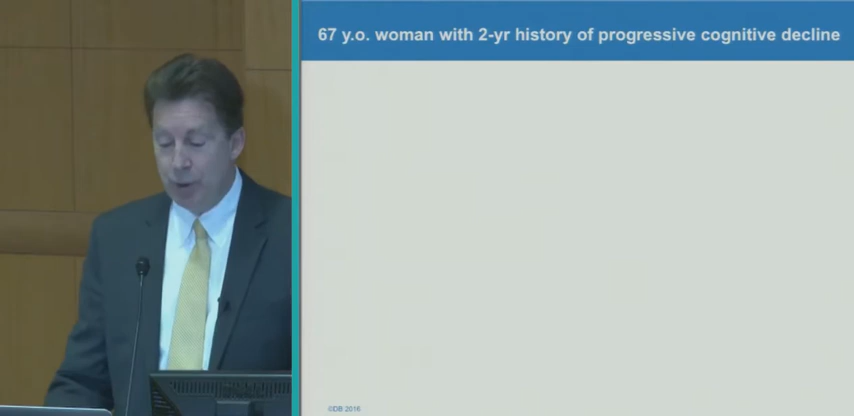 67 y.o. woman with 2-yr history of progressive cognitive decline
©DB 2016